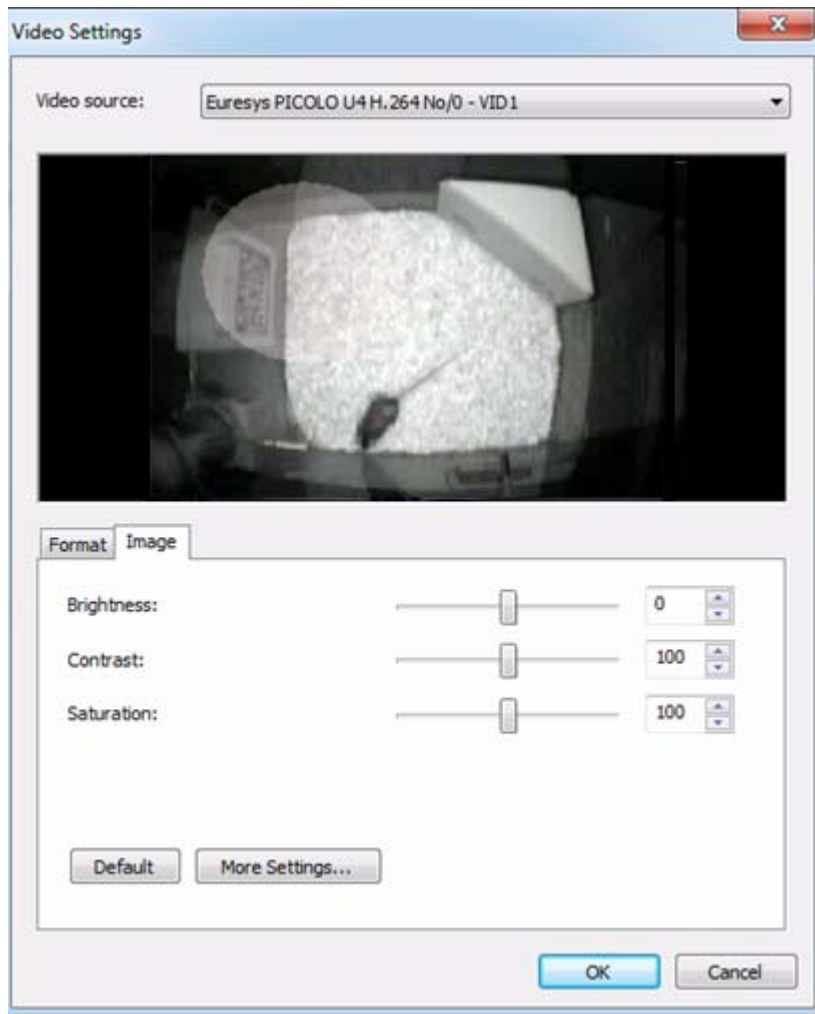 Video Settings
Video source: Euresys PICOLO U4 H.264 No/0 - VID1
Format Image
Brightness: 0
Contrast: 100
Saturation: 100
Default More Settings...
OK Cancel